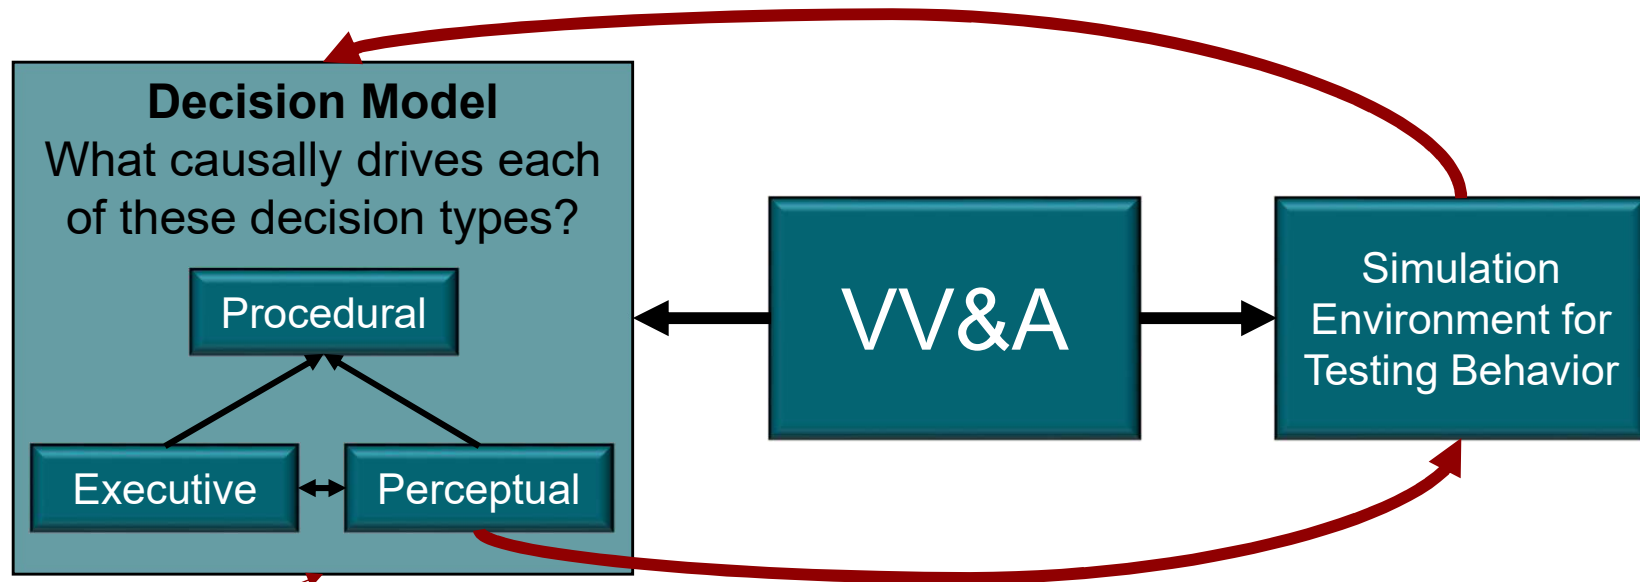 Decision Model
What causally drives each
of these decision types?
Procedural
Executive
Perceptual
VV&A
Simulation
Environment for
Testing Behavior